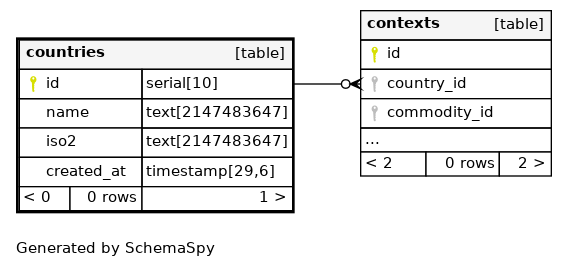 countries [table]
id serial[10]
name text[2147483647]
iso2 text[2147483647]
created_at timestamp[29,6]
< 0 0 rows 1 >
contexts [table]
id
country_id
commodity_id
...
< 2 0 rows 2 >
Generated by SchemaSpy